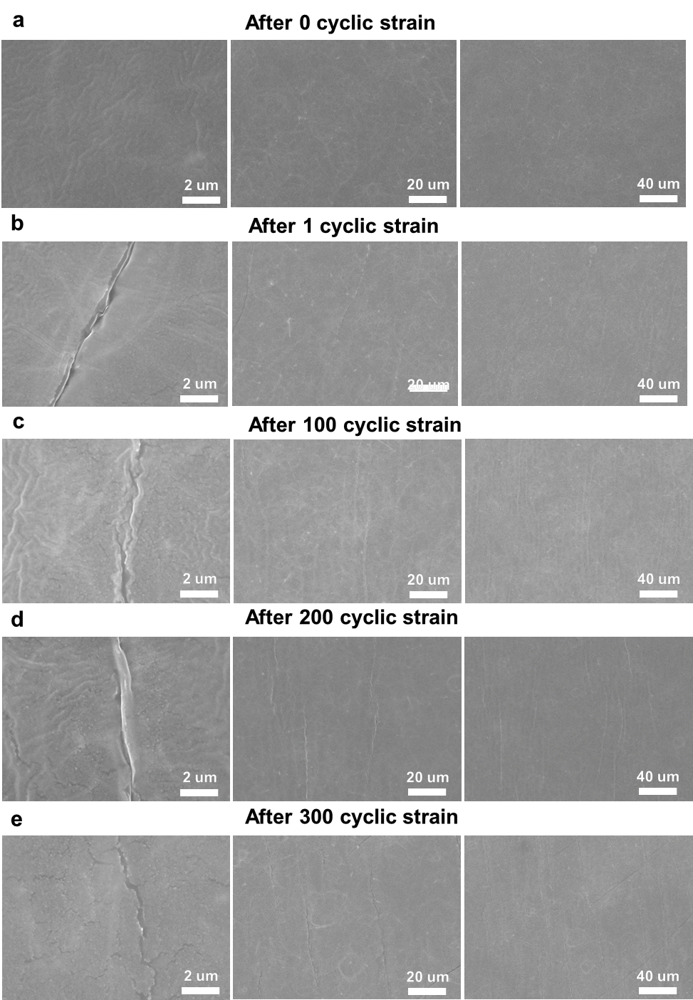 a
After 0 cyclic strain
2 um
20 um
40 um
b
After 1 cyclic strain
2 um
20 um
40 um
c
After 100 cyclic strain
2 um
20 um
40 um
d
After 200 cyclic strain
2 um
20 um
40 um
e
After 300 cyclic strain
2 um
20 um
40 um